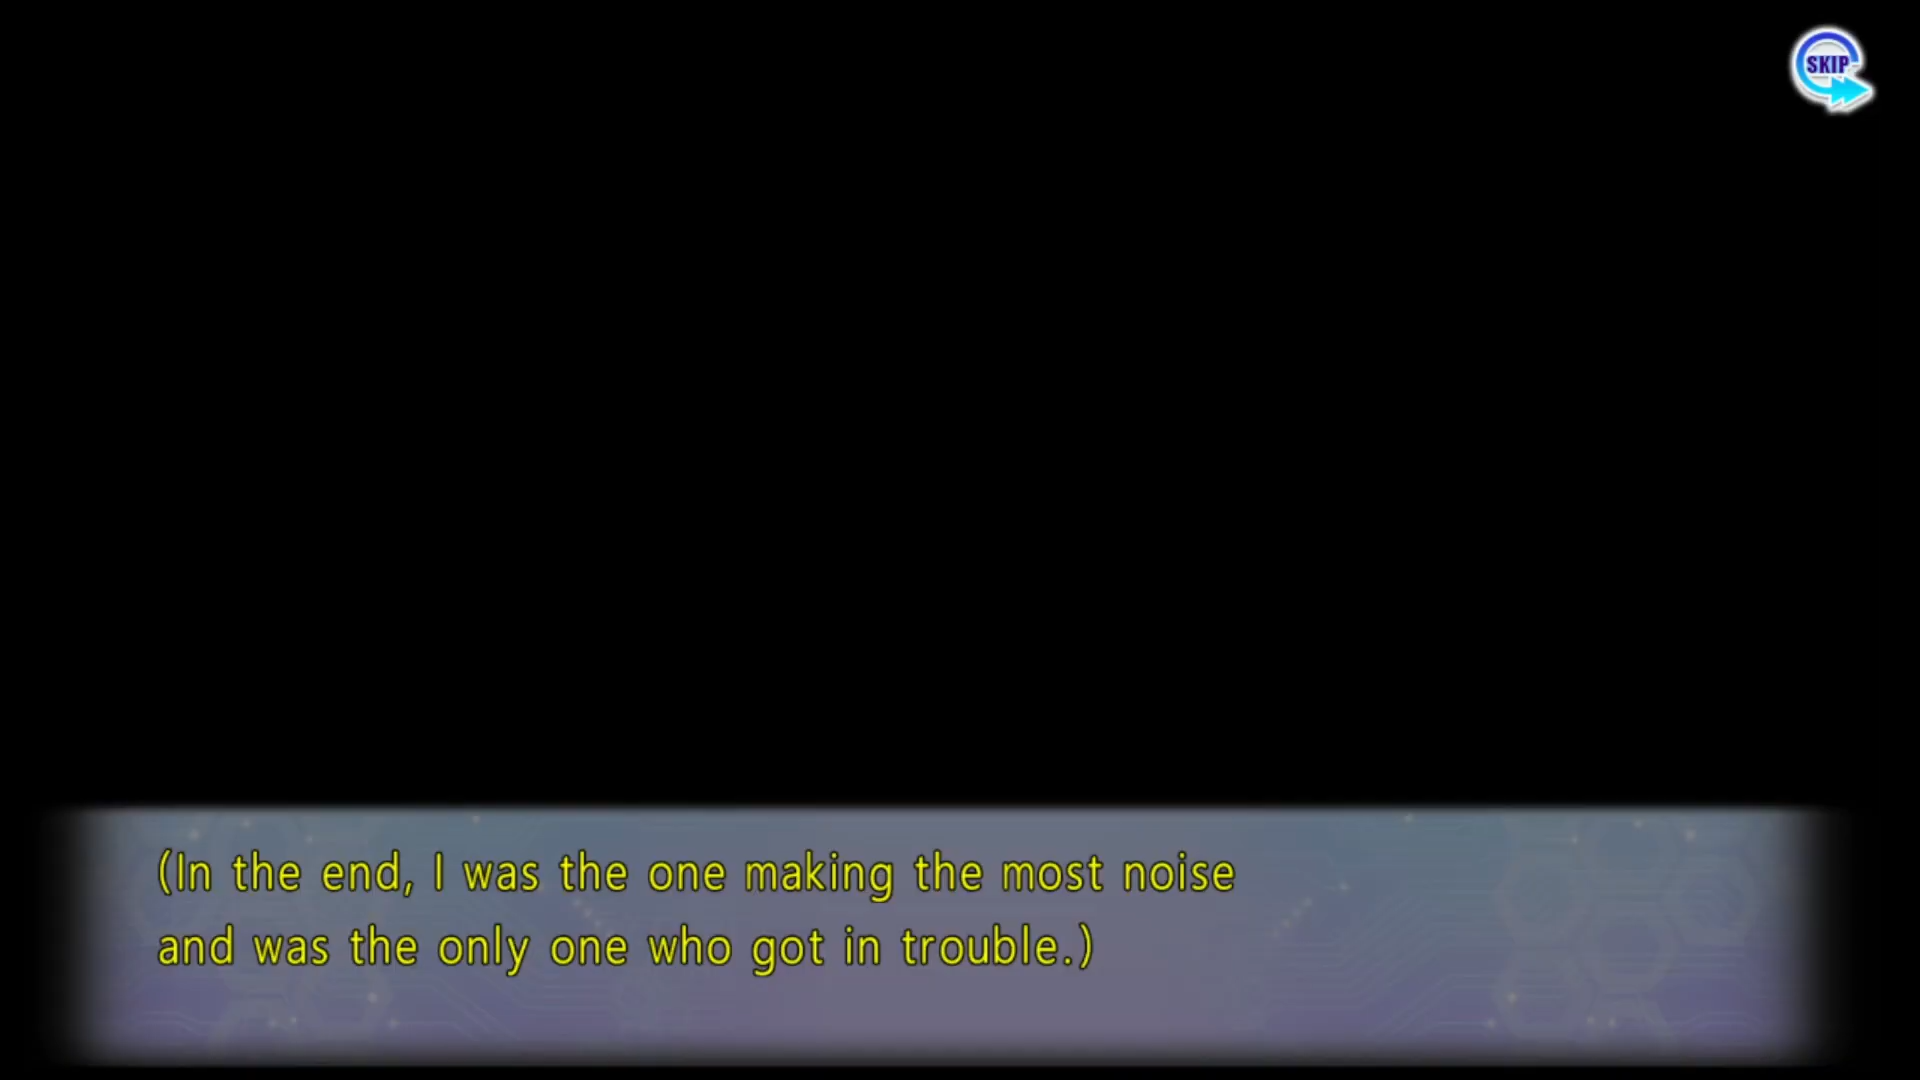 SKIP
(In the end, I was the one making the most noise
and was the only one who got in trouble.)